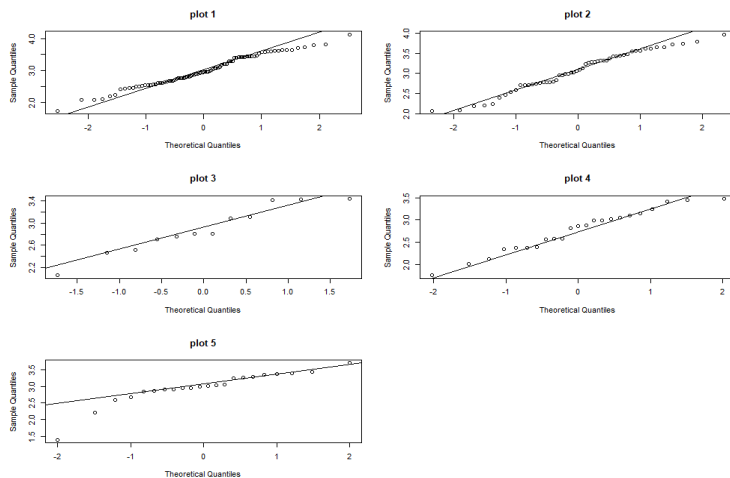 plot 1
Sample Quantiles
2.0 3.0 4.0
-2 -1 0 1 2
Theoretical Quantiles
plot 2
Sample Quantiles
2.0 2.5 3.0 3.5 4.0
-2 -1 0 1 2
Theoretical Quantiles
plot 3
Sample Quantiles
2.2 2.6 3.0 3.4
-1.5 -1.0 -0.5 0.0 0.5 1.0 1.5
Theoretical Quantiles
plot 4
Sample Quantiles
2.0 2.5 3.0 3.5
-2 -1 0 1 2
Theoretical Quantiles
plot 5
Sample Quantiles
1.5 2.0 2.5 3.0 3.5
-2 -1 0 1 2
Theoretical Quantiles